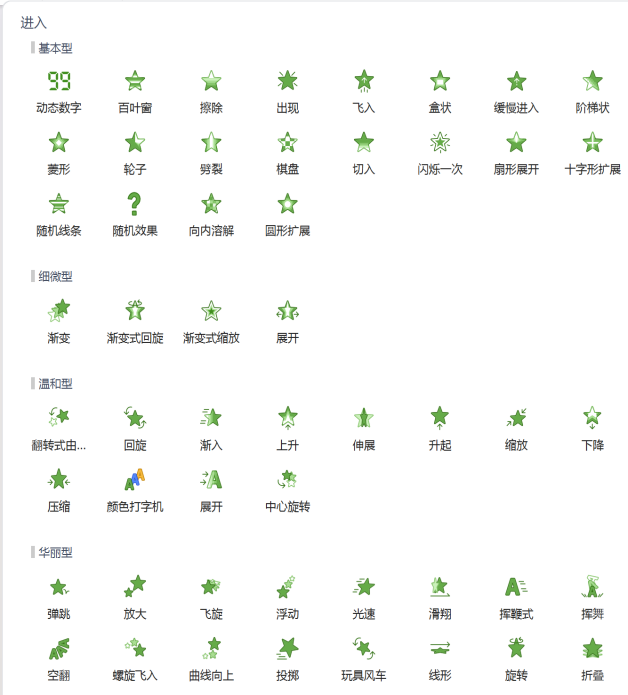 进入
基本型
动态数字 百叶窗 擦除 出现 飞入 盒状 缓慢进入 阶梯状
菱形 轮子 劈裂 棋盘 切入 闪烁一次 扇形展开 十字形扩展
随机线条 随机效果 向内溶解 圆形扩展
细微型
渐变 渐变式回旋 渐变式缩放 展开
温和型
翻转式由... 回旋 渐入 上升 伸展 升起 缩放 下降
压缩 颜色打字机 展开 中心旋转
华丽型
弹跳 放大 飞旋 浮动 光速 滑翔 挥鞭式 挥舞
空翻 螺旋飞入 曲线向上 投掷 玩具风车 线形 旋转 折叠